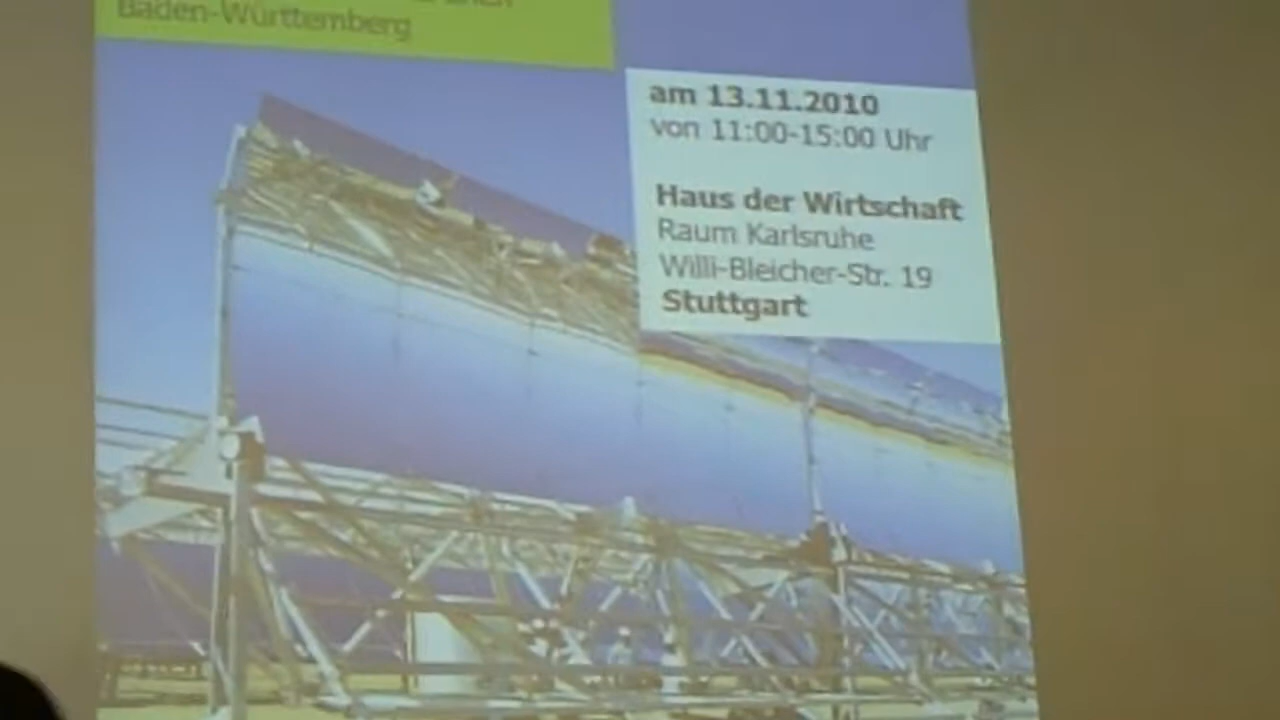 Baden-Württemberg
am 13.11.2010
von 11:00-15:00 Uhr
Haus der Wirtschaft
Raum Karlsruhe
Willi-Bleicher-Str. 19
Stuttgart